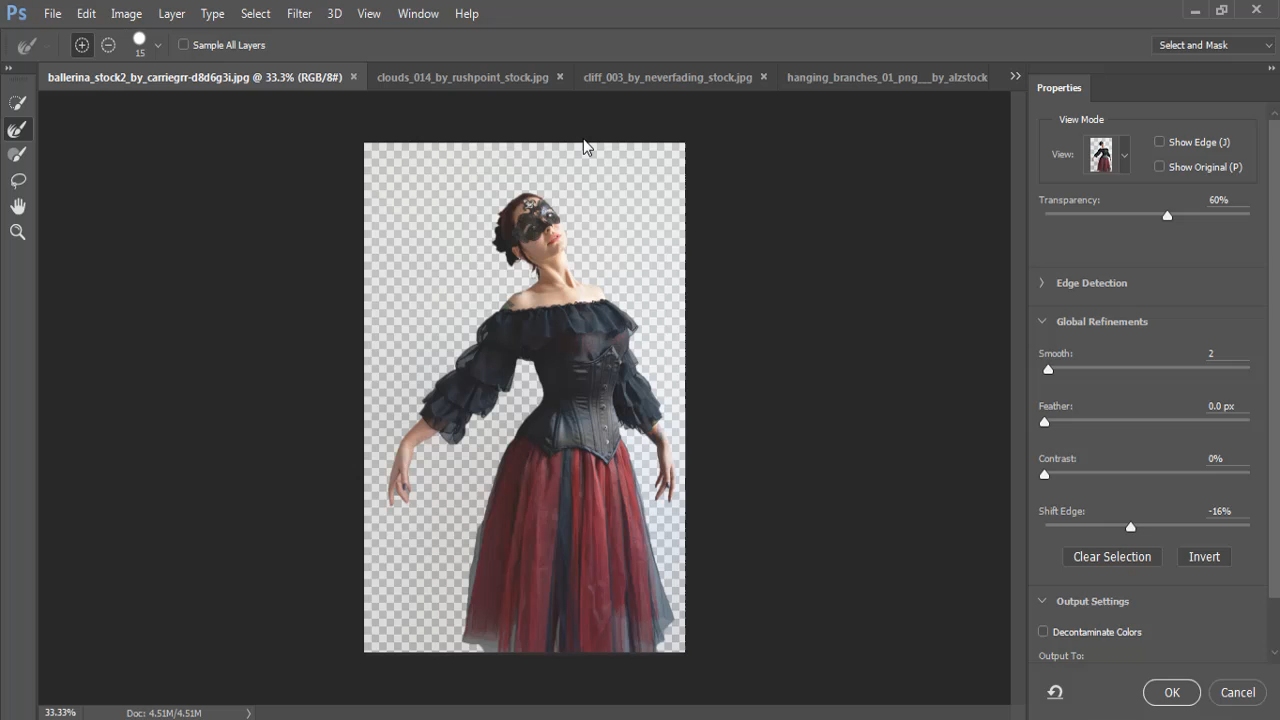 Ps File Edit Image Layer Type Select Filter 3D View Window Help
15 Sample All Layers Select and Mask
ballerina_stock2_by_carriegrr-d8d6g3i.jpg @ 33.3% (RGB/8#) clouds_014_by_rushpoint_stock.jpg cliff_003_by_neverfading_stock.jpg hanging_branches_01_png___by_alzstock
Properties
View Mode
View: Show Edge (J)
Show Original (P)
Transparency: 60%
Edge Detection
Global Refinements
Smooth: 2
Feather: 0.0 px
Contrast: 0%
Shift Edge: -16%
Clear Selection Invert
Output Settings
Decontaminate Colors
Output To:
OK Cancel
33.33% Doc: 4.51M/4.51M